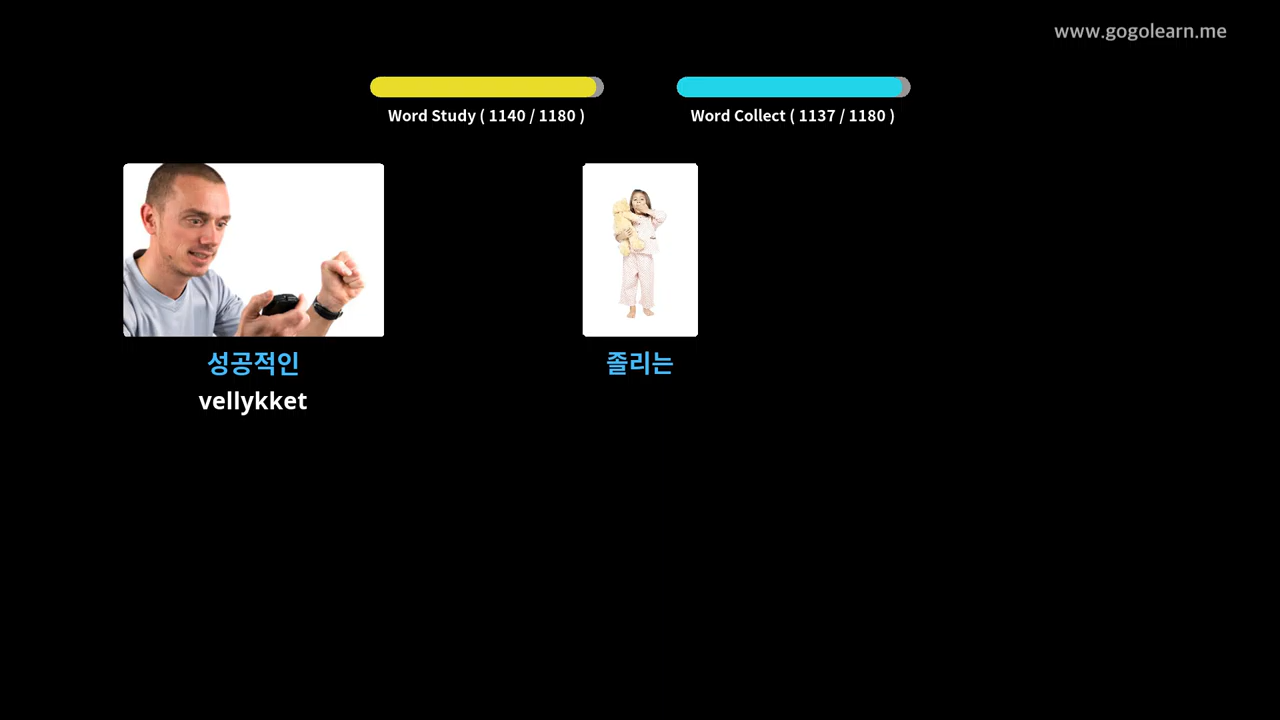 www.gogolearn.me
Word Study ( 1140 / 1180 )
Word Collect ( 1137 / 1180 )
성공적인
vellykket
졸리는